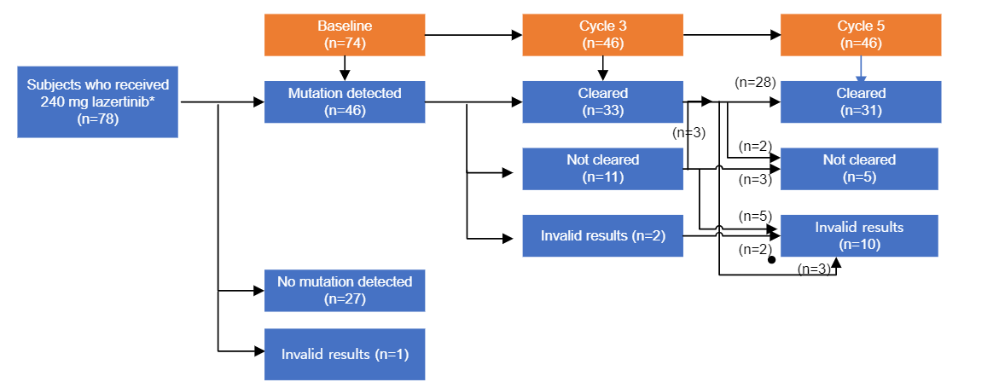 Baseline
(n=74)
Cycle 3
(n=46)
Cycle 5
(n=46)
Subjects who received
240 mg lazertinib*
(n=78)
Mutation detected
(n=46)
Cleared
(n=33)
(n=28)
Cleared
(n=31)
(n=3)
Not cleared
(n=11)
(n=2)
(n=3)
Not cleared
(n=5)
Invalid results (n=2)
(n=5)
(n=2)
Invalid results
(n=10)
(n=3)
No mutation detected
(n=27)
Invalid results (n=1)